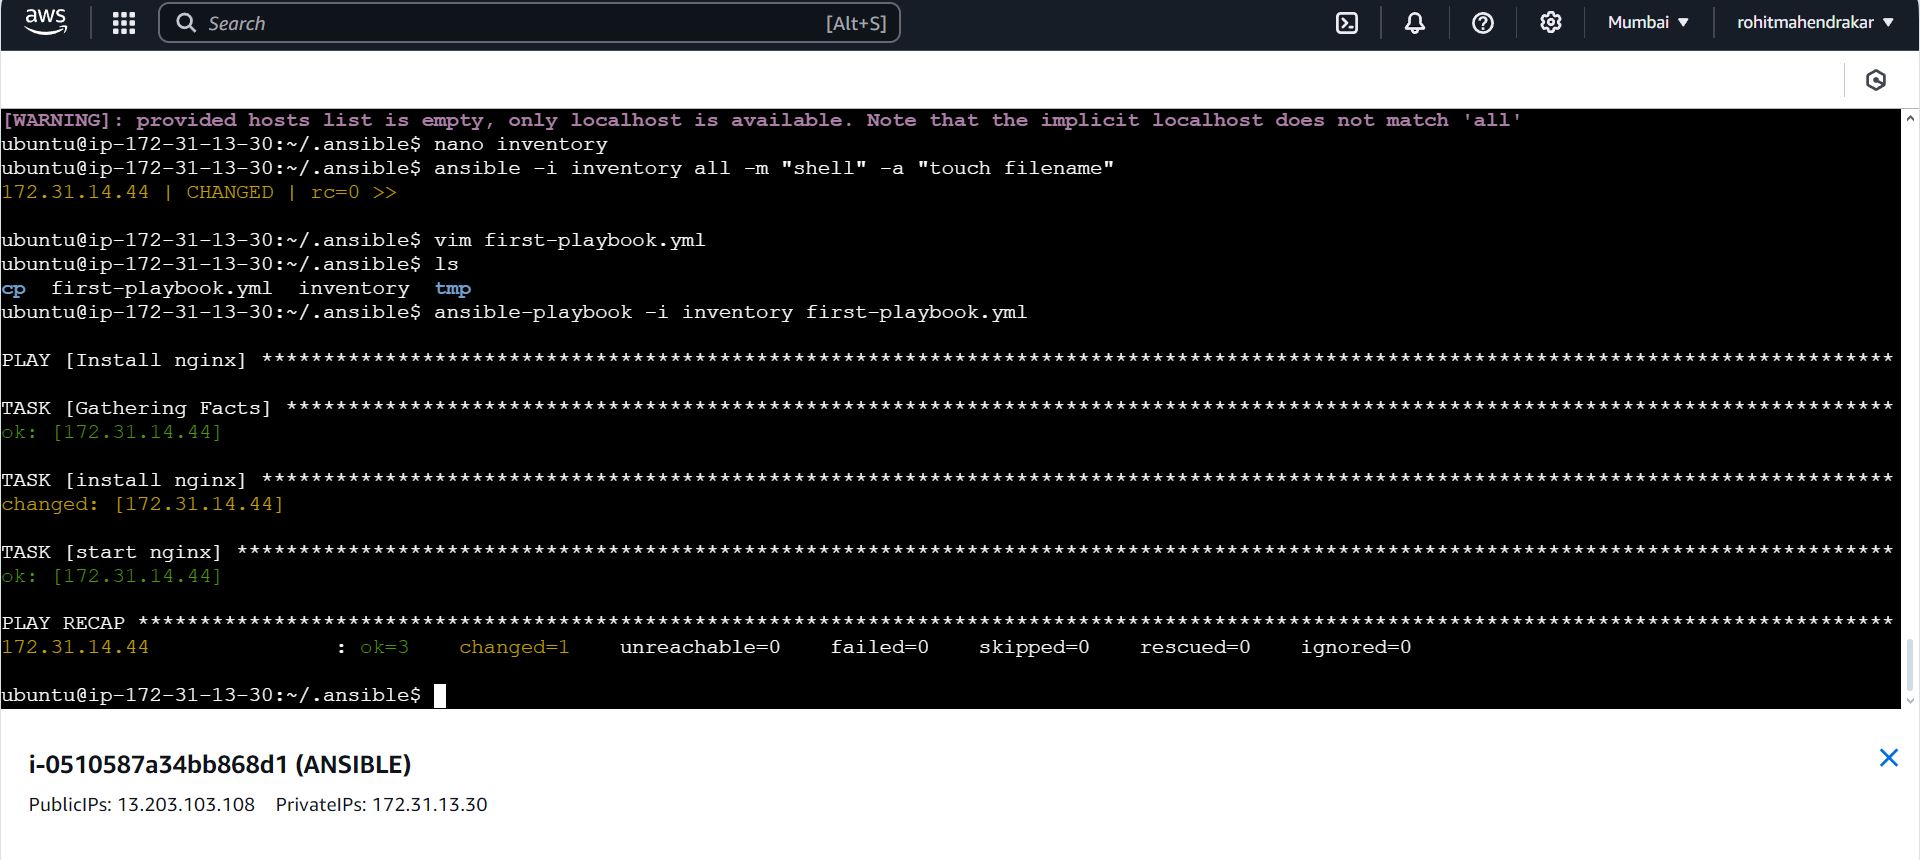 aws
Search [Alt+S] Mumbai rohitmahendrakar
[WARNING]: provided hosts list is empty, only localhost is available. Note that the implicit localhost does not match 'all'
ubuntu@ip-172-31-13-30:~/.ansible$ nano inventory
ubuntu@ip-172-31-13-30:~/.ansible$ ansible -i inventory all -m "shell" -a "touch filename"
172.31.14.44 | CHANGED | rc=0 >>
ubuntu@ip-172-31-13-30:~/.ansible$ vim first-playbook.yml
ubuntu@ip-172-31-13-30:~/.ansible$ ls
cp  first-playbook.yml  inventory  tmp
ubuntu@ip-172-31-13-30:~/.ansible$ ansible-playbook -i inventory first-playbook.yml
PLAY [Install nginx] ************************************************************************************************************************************
TASK [Gathering Facts] **********************************************************************************************************************************
ok: [172.31.14.44]
TASK [install nginx] ************************************************************************************************************************************
changed: [172.31.14.44]
TASK [start nginx] **************************************************************************************************************************************
ok: [172.31.14.44]
PLAY RECAP **********************************************************************************************************************************************
172.31.14.44               : ok=3    changed=1    unreachable=0    failed=0    skipped=0    rescued=0    ignored=0
ubuntu@ip-172-31-13-30:~/.ansible$
i-0510587a34bb868d1 (ANSIBLE)
PublicIPs: 13.203.103.108 PrivateIPs: 172.31.13.30